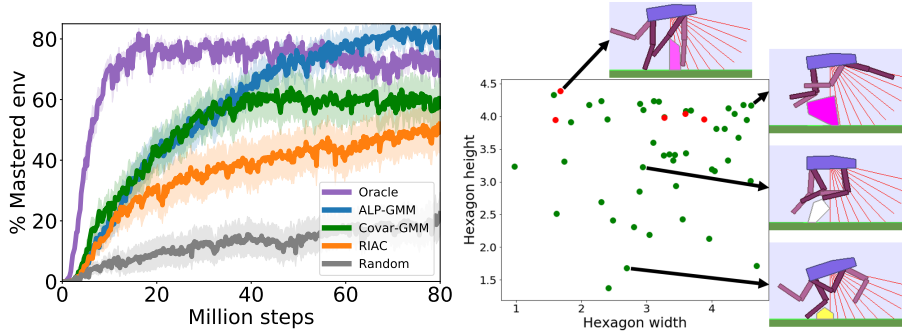 % Mastered env
80
60
40
20
0
0 20 40 60 80
Million steps
Oracle
ALP-GMM
Covar-GMM
RIAC
Random
Hexagon height
4.5
4.0
3.5
3.0
2.5
2.0
1.5
1 2 3 4
Hexagon width